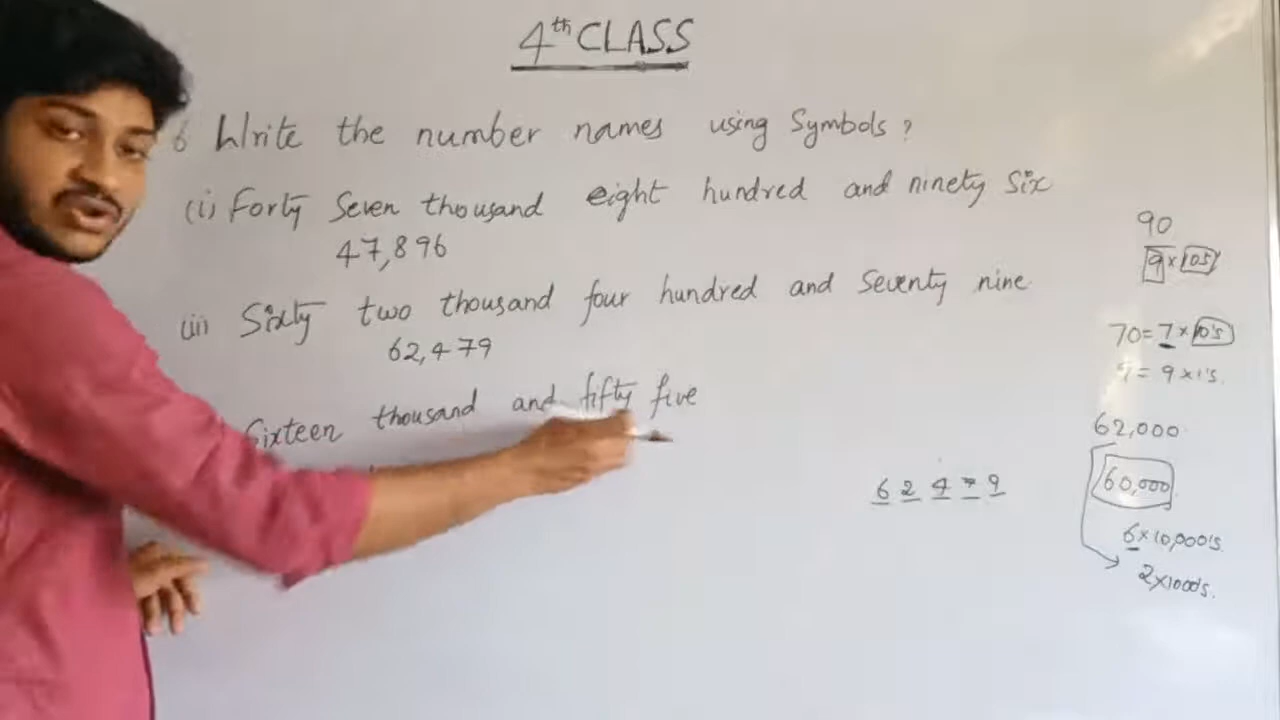 4th CLASS
6 Write the number names using Symbols?
(i) Forty Seven thousand eight hundred and ninety Six
47,896
(ii) Sixty two thousand four hundred and Seventy nine
62,479
Sixteen thousand and fifty five
90
9×10s
70=7×10's
9=9×1's.
62,000
60,000
6×10,000's.
2×1000's.
6 2 4 7 9